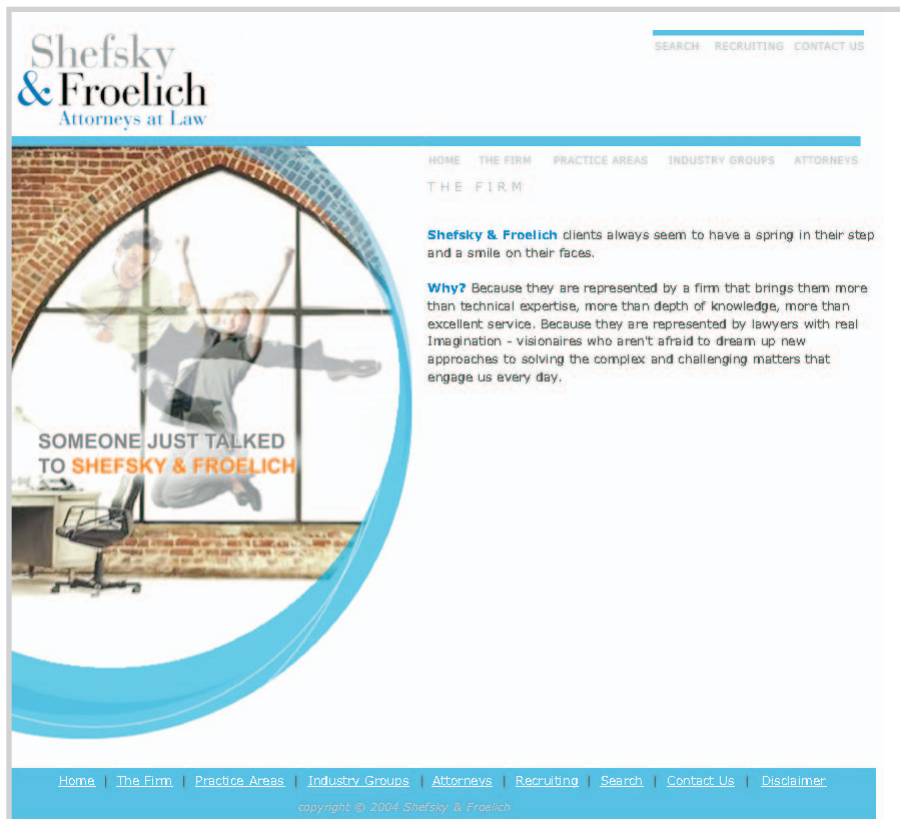 Shefsky
& Froelich
Attorneys at Law
SEARCH RECRUITING CONTACT US
HOME THE FIRM PRACTICE AREAS INDUSTRY GROUPS ATTORNEYS
THE FIRM
Shefsky & Froelich clients always seem to have a spring in their step
and a smile on their faces.
Why? Because they are represented by a firm that brings them more
than technical expertise, more than depth of knowledge, more than
excellent service. Because they are represented by lawyers with real
Imagination - visionaires who aren't afraid to dream up new
approaches to solving the complex and challenging matters that
engage us every day.
SOMEONE JUST TALKED
TO SHEFSKY & FROELICH
Home | The Firm | Practice Areas | Industry Groups | Attorneys | Recruiting | Search | Contact Us | Disclaimer
copyright © 2004 Shefsky & Froelich